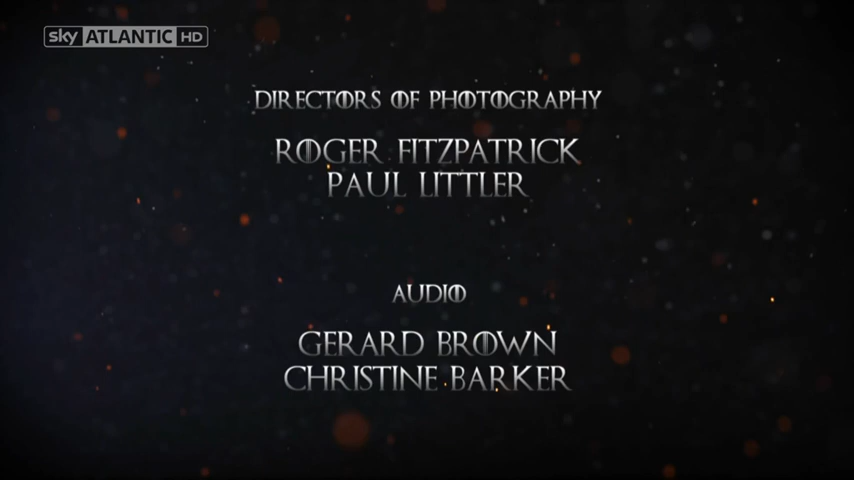 sky ATLANTIC HD
DIRECTORS OF PHOTOGRAPHY
ROGER FITZPATRICK
PAUL LITTLER
AUDIO
GERARD BROWN
CHRISTINE BARKER